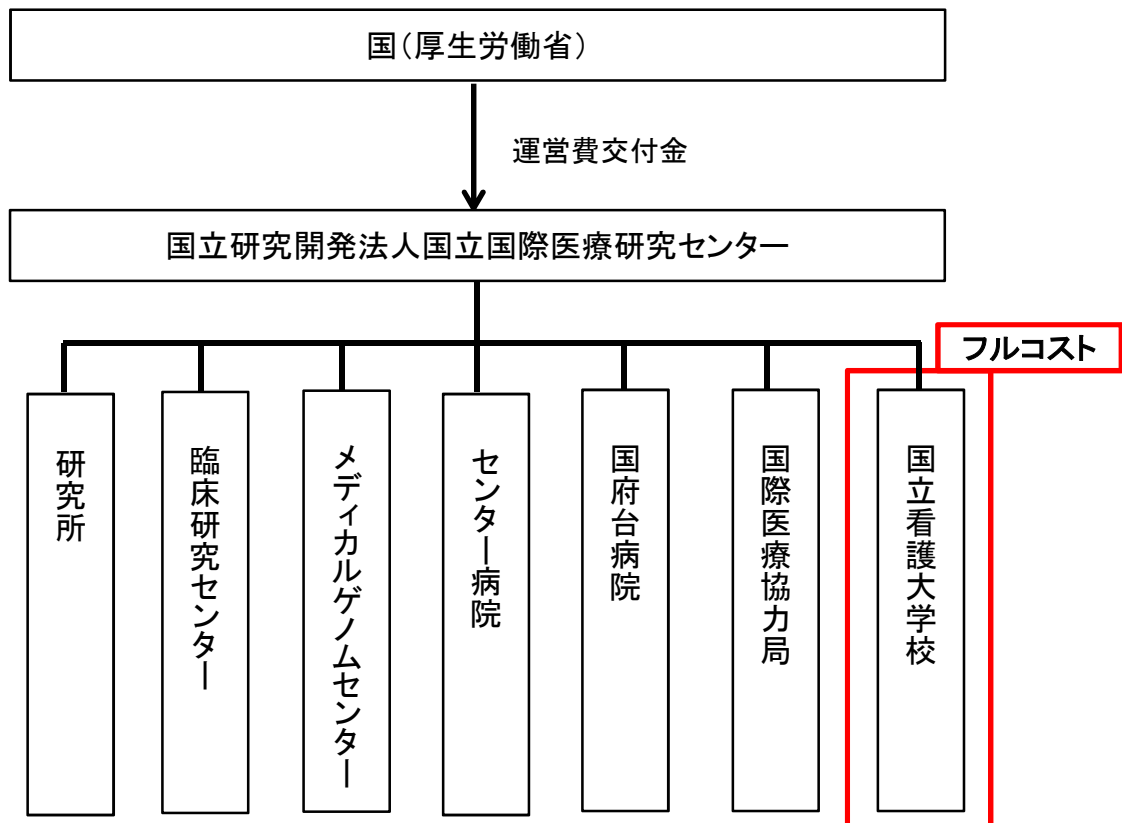 国（厚生労働省）
運営費交付金
国立研究開発法人国立国際医療研究センター
フルコスト
研究所
臨床研究センター
メディカルゲノムセンター
センター病院
国府台病院
国際医療協力局
国立看護大学校